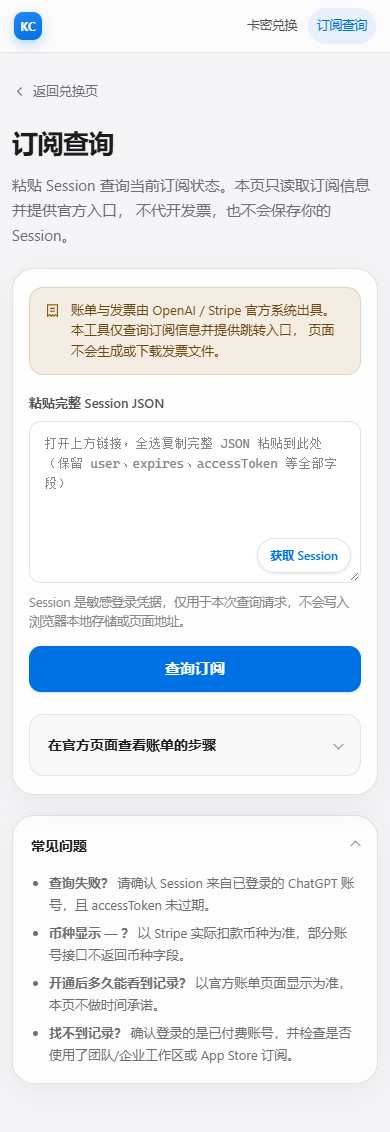 KC
卡密兑换
订阅查询
返回兑换页
订阅查询
粘贴 Session 查询当前订阅状态。本页只读取订阅信息
并提供官方入口， 不代开发票，也不会保存你的
Session。
账单与发票由 OpenAI / Stripe 官方系统出具。
本工具仅查询订阅信息并提供跳转入口， 页面
不会生成或下载发票文件。
粘贴完整 Session JSON
打开上方链接，全选复制完整 JSON 粘贴到此处
（保留 user、expires、accessToken 等全部字
段）
获取 Session
Session 是敏感登录凭据，仅用于本次查询请求，不会写入
浏览器本地存储或页面地址。
查询订阅
在官方页面查看账单的步骤
常见问题
查询失败？ 请确认 Session 来自已登录的 ChatGPT 账
号，且 accessToken 未过期。
币种显示 — ？ 以 Stripe 实际扣款币种为准，部分账
号接口不返回币种字段。
开通后多久能看到记录？ 以官方账单页面显示为准，
本页不做时间承诺。
找不到记录？ 确认登录的是已付费账号，并检查是否
使用了团队/企业工作区或 App Store 订阅。